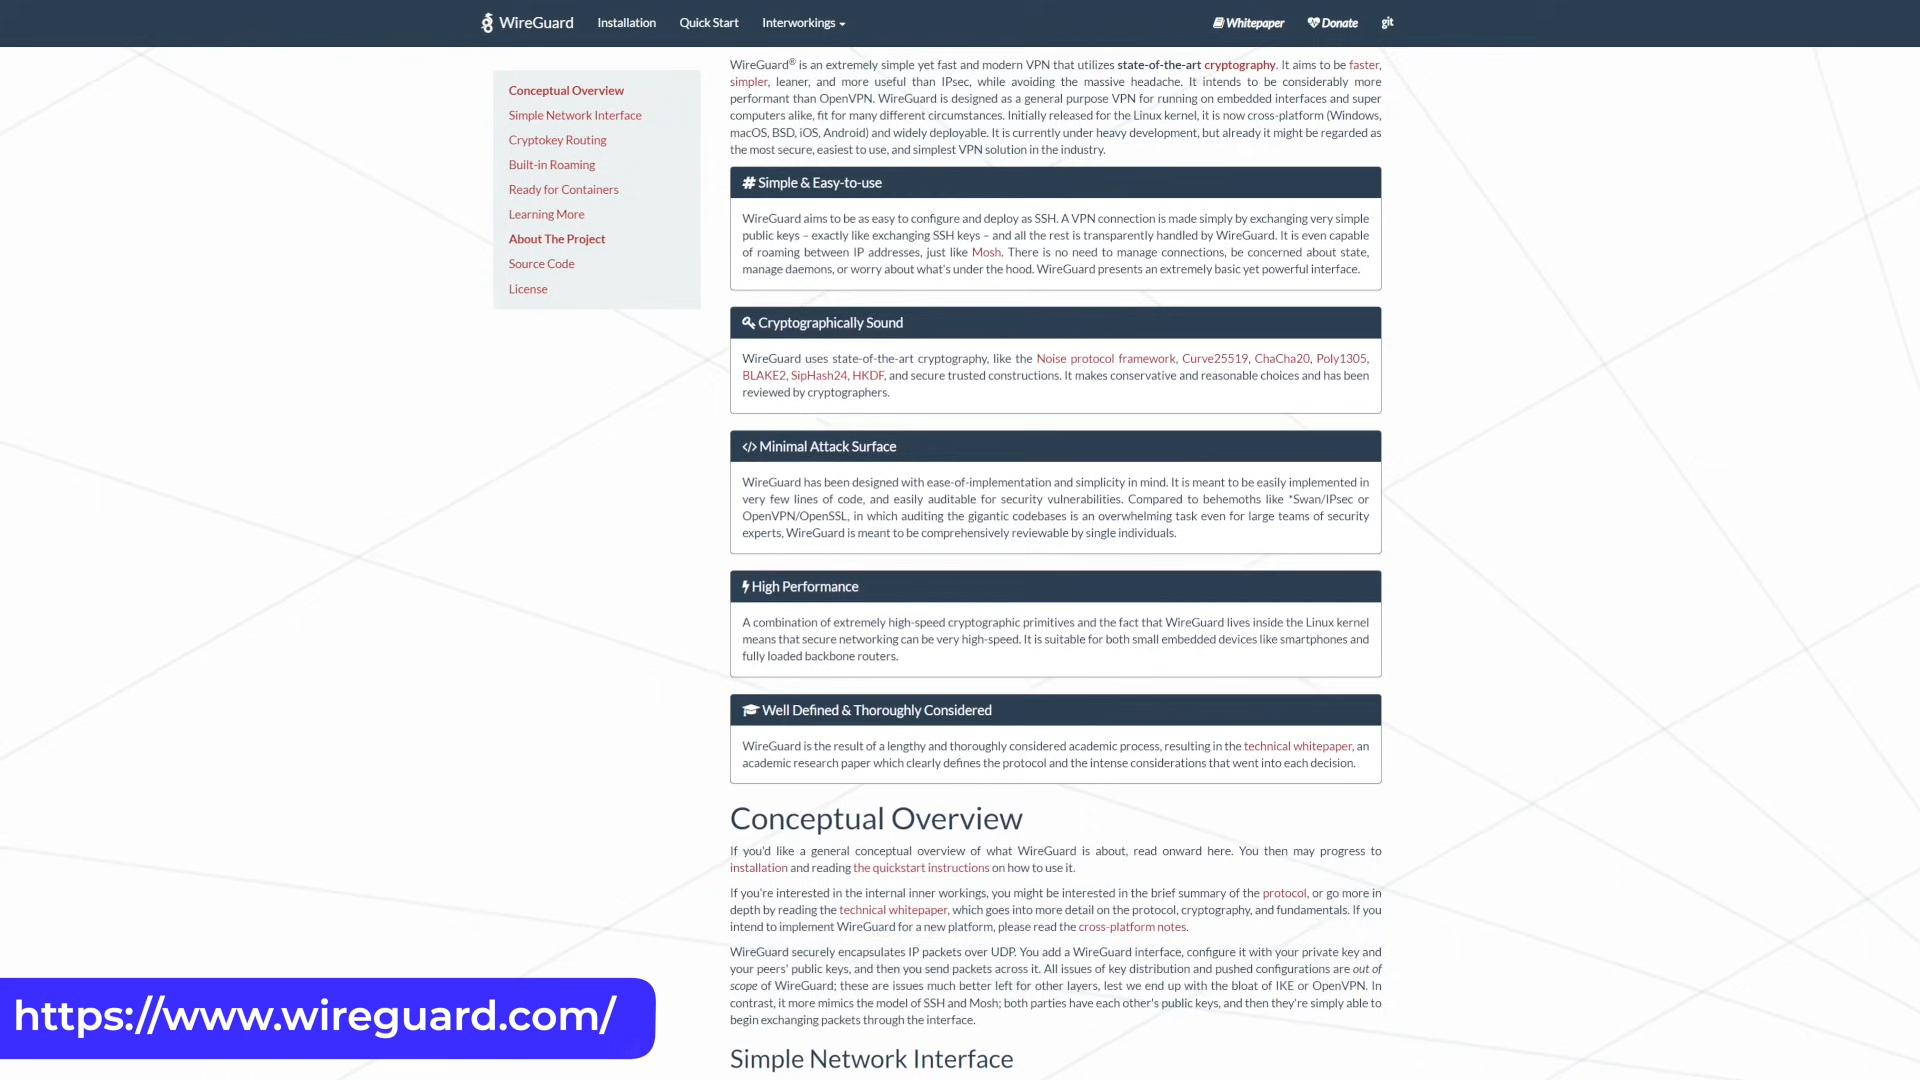 WireGuard Installation Quick Start Interworkings Whitepaper Donate git
Conceptual Overview
Simple Network Interface
Cryptokey Routing
Built-in Roaming
Ready for Containers
Learning More
About The Project
Source Code
License
WireGuard® is an extremely simple yet fast and modern VPN that utilizes state-of-the-art cryptography. It aims to be faster,
simpler, leaner, and more useful than IPsec, while avoiding the massive headache. It intends to be considerably more
performant than OpenVPN. WireGuard is designed as a general purpose VPN for running on embedded interfaces and super
computers alike, fit for many different circumstances. Initially released for the Linux kernel, it is now cross-platform (Windows,
macOS, BSD, iOS, Android) and widely deployable. It is currently under heavy development, but already it might be regarded as
the most secure, easiest to use, and simplest VPN solution in the industry.
# Simple & Easy-to-use
WireGuard aims to be as easy to configure and deploy as SSH. A VPN connection is made simply by exchanging very simple
public keys – exactly like exchanging SSH keys – and all the rest is transparently handled by WireGuard. It is even capable
of roaming between IP addresses, just like Mosh. There is no need to manage connections, be concerned about state,
manage daemons, or worry about what's under the hood. WireGuard presents an extremely basic yet powerful interface.
Cryptographically Sound
WireGuard uses state-of-the-art cryptography, like the Noise protocol framework, Curve25519, ChaCha20, Poly1305,
BLAKE2, SipHash24, HKDF, and secure trusted constructions. It makes conservative and reasonable choices and has been
reviewed by cryptographers.
</> Minimal Attack Surface
WireGuard has been designed with ease-of-implementation and simplicity in mind. It is meant to be easily implemented in
very few lines of code, and easily auditable for security vulnerabilities. Compared to behemoths like *Swan/IPsec or
OpenVPN/OpenSSL, in which auditing the gigantic codebases is an overwhelming task even for large teams of security
experts, WireGuard is meant to be comprehensively reviewable by single individuals.
High Performance
A combination of extremely high-speed cryptographic primitives and the fact that WireGuard lives inside the Linux kernel
means that secure networking can be very high-speed. It is suitable for both small embedded devices like smartphones and
fully loaded backbone routers.
Well Defined & Thoroughly Considered
WireGuard is the result of a lengthy and thoroughly considered academic process, resulting in the technical whitepaper, an
academic research paper which clearly defines the protocol and the intense considerations that went into each decision.
Conceptual Overview
If you'd like a general conceptual overview of what WireGuard is about, read onward here. You then may progress to
installation and reading the quickstart instructions on how to use it.
If you're interested in the internal inner workings, you might be interested in the brief summary of the protocol, or go more in
depth by reading the technical whitepaper, which goes into more detail on the protocol, cryptography, and fundamentals. If you
intend to implement WireGuard for a new platform, please read the cross-platform notes.
WireGuard securely encapsulates IP packets over UDP. You add a WireGuard interface, configure it with your private key and
your peers' public keys, and then you send packets across it. All issues of key distribution and pushed configurations are out of
scope of WireGuard; these are issues much better left for other layers, lest we end up with the bloat of IKE or OpenVPN. In
contrast, it more mimics the model of SSH and Mosh; both parties have each other's public keys, and then they're simply able to
begin exchanging packets through the interface.
https://www.wireguard.com/
Simple Network Interface